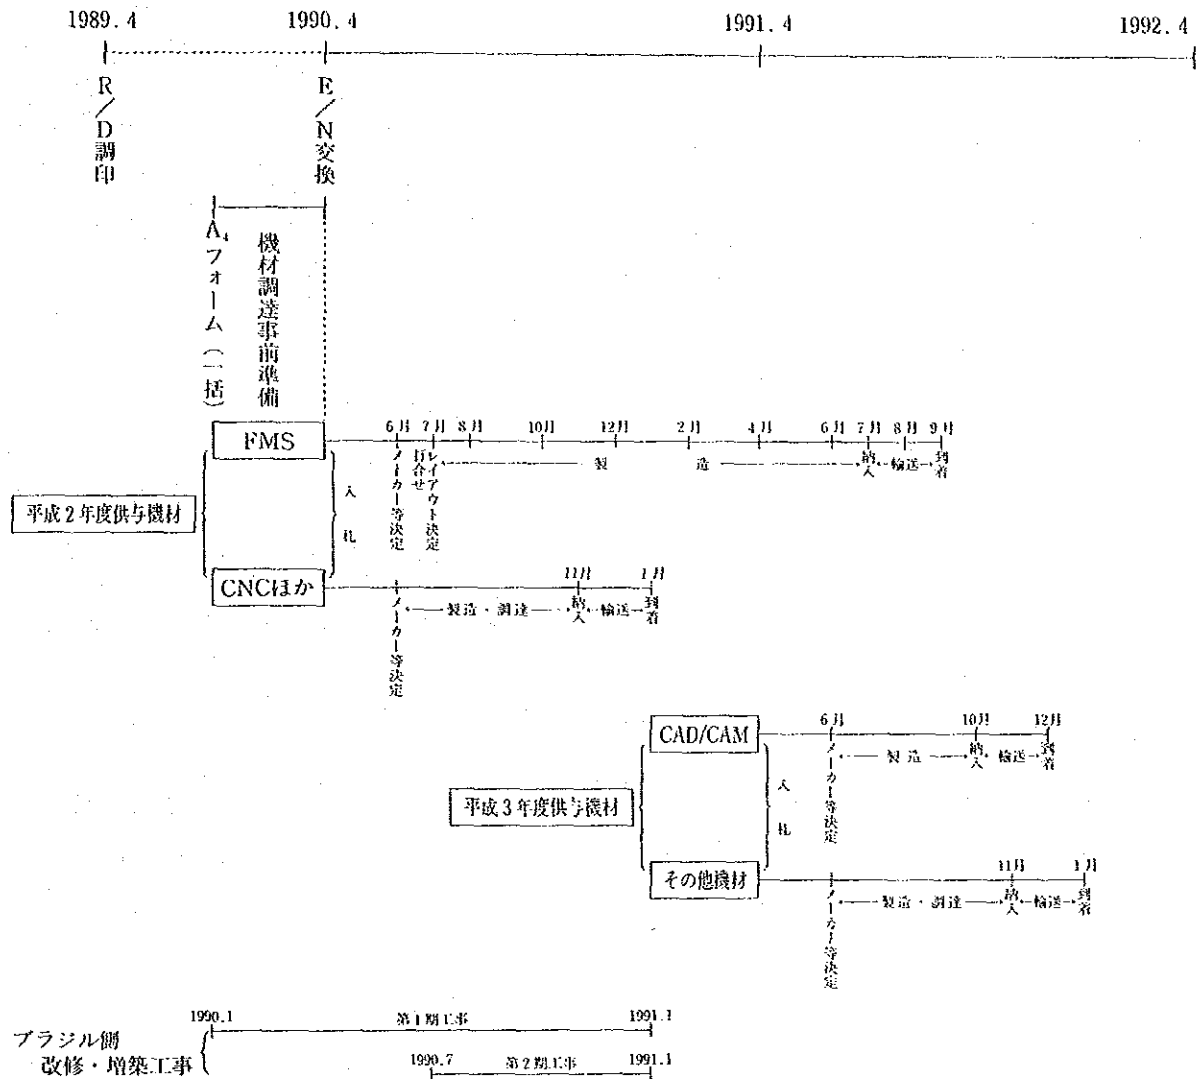 1989.4
1990.4
1991.4
1992.4
R/D調印
E/N交換
A₄フォーム(一括)
機材調達事前準備
FMS
6月
7月
8月
10月
12月
2月
4月
6月
7月
8月
9月
メーカー等決定
打合せ
レイアウト決定
製造
納入
輸送
到着
平成2年度供与機材
入札
CNCほか
11月
1月
メーカー等決定
製造・調達
納入
輸送
到着
CAD/CAM
6月
10月
12月
メーカー等決定
製造
納入
輸送
到着
平成3年度供与機材
入札
その他機材
11月
1月
メーカー等決定
製造・調達
納入
輸送
到着
ブラジル側
改修・増築工事
1990.1
第1期工事
1991.1
1990.7
第2期工事
1991.1